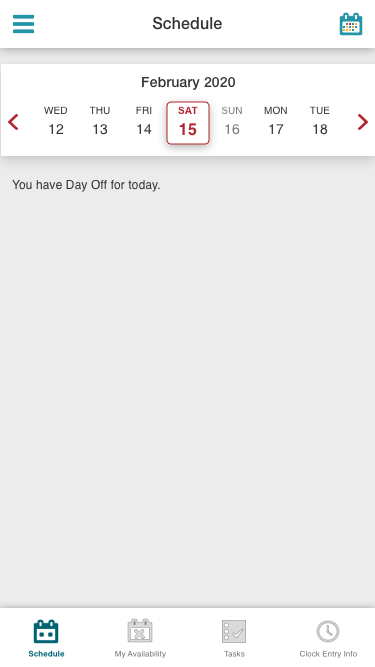 Schedule
February 2020
WED THU FRI SAT SUN MON TUE
12 13 14 15 16 17 18
You have Day Off for today.
Schedule My Availability Tasks Clock Entry Info